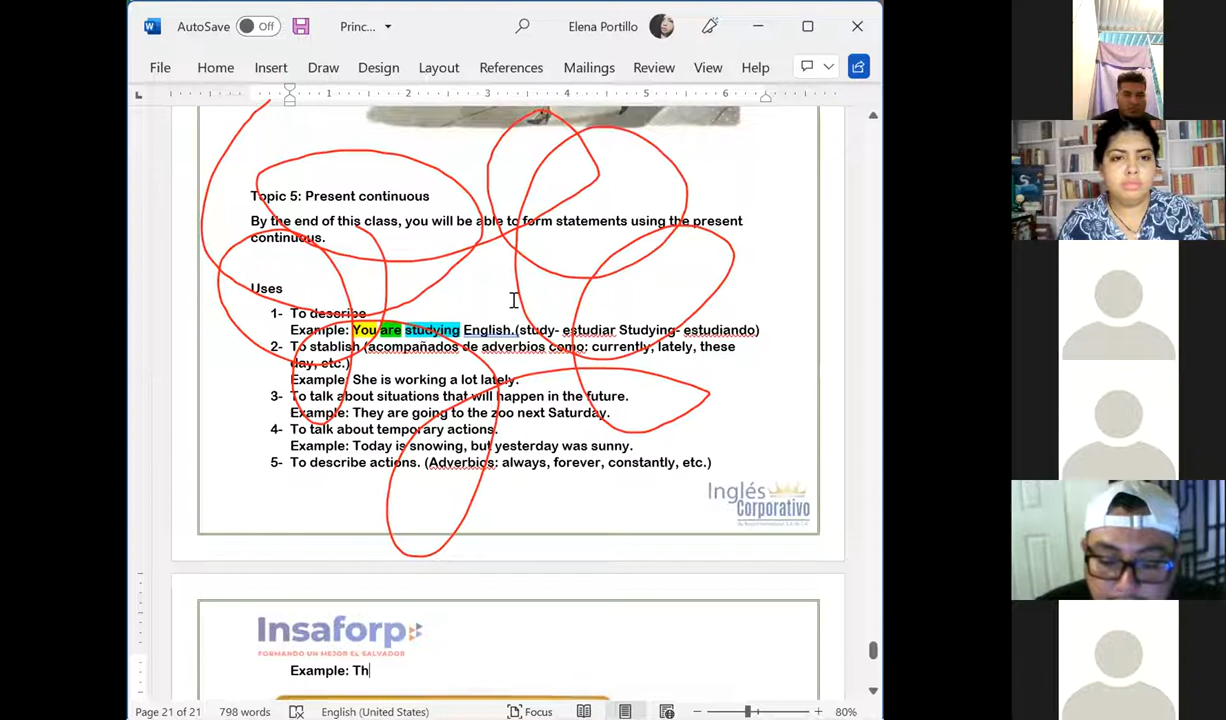 AutoSave
Off
Princ...
Elena Portillo
File Home Insert Draw Design Layout References Mailings Review View Help
1 2 3 4 5 6
Topic 5: Present continuous
By the end of this class, you will be able to form statements using the present
continuous.
Uses
1- To describe
Example: You are studying English.(study- estudiar Studying- estudiando)
2- To stablish (acompañados de adverbios como: currently, lately, these
day, etc.)
Example: She is working a lot lately.
3- To talk about situations that will happen in the future.
Example: They are going to the zoo next Saturday.
4- To talk about temporary actions.
Example: Today is snowing, but yesterday was sunny.
5- To describe actions. (Adverbios: always, forever, constantly, etc.)
Inglés
Corporativo
Insaforp
FORMANDO UN MEJOR EL SALVADOR
Example: Th
Page 21 of 21 798 words English (United States) Focus 80%